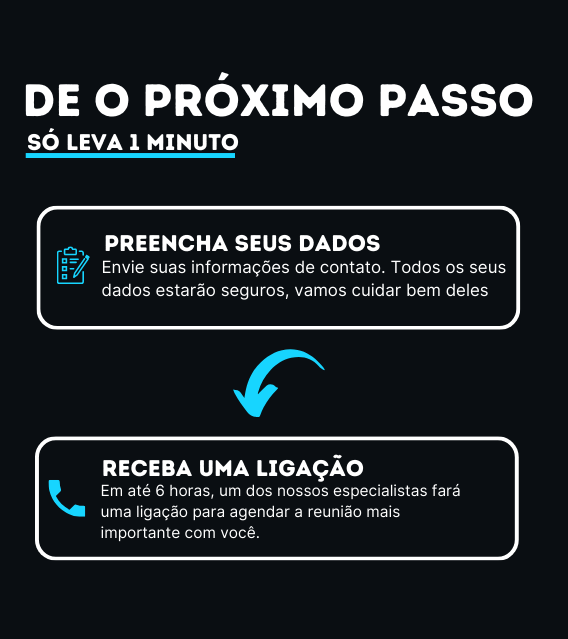 DE O PRÓXIMO PASSO
SÓ LEVA 1 MINUTO
PREENCHA SEUS DADOS
Envie suas informações de contato. Todos os seus
dados estarão seguros, vamos cuidar bem deles
RECEBA UMA LIGAÇÃO
Em até 6 horas, um dos nossos especialistas fará
uma ligação para agendar a reunião mais
importante com você.